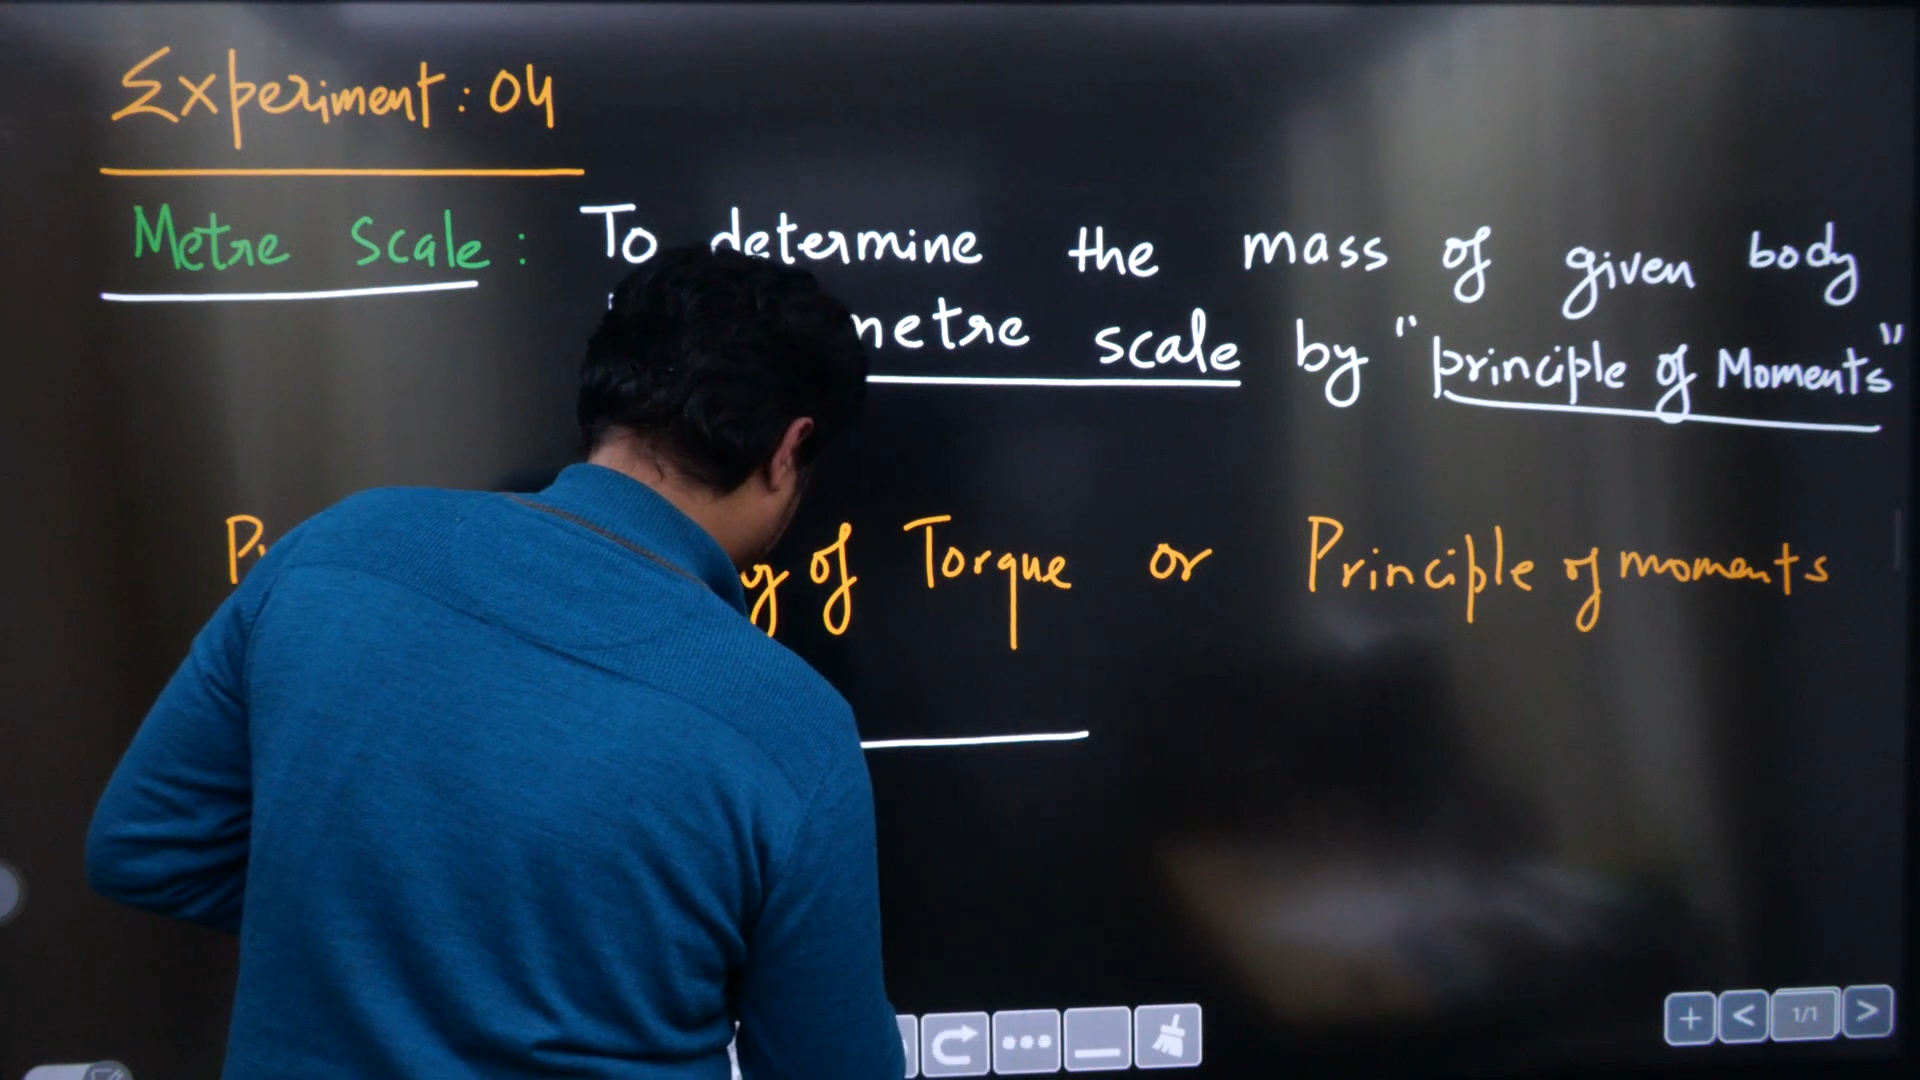 Experiment : 04
Metre Scale : To determine the mass of given body
metre scale by "principle of Moments"
of Torque or Principle of moments
1/1